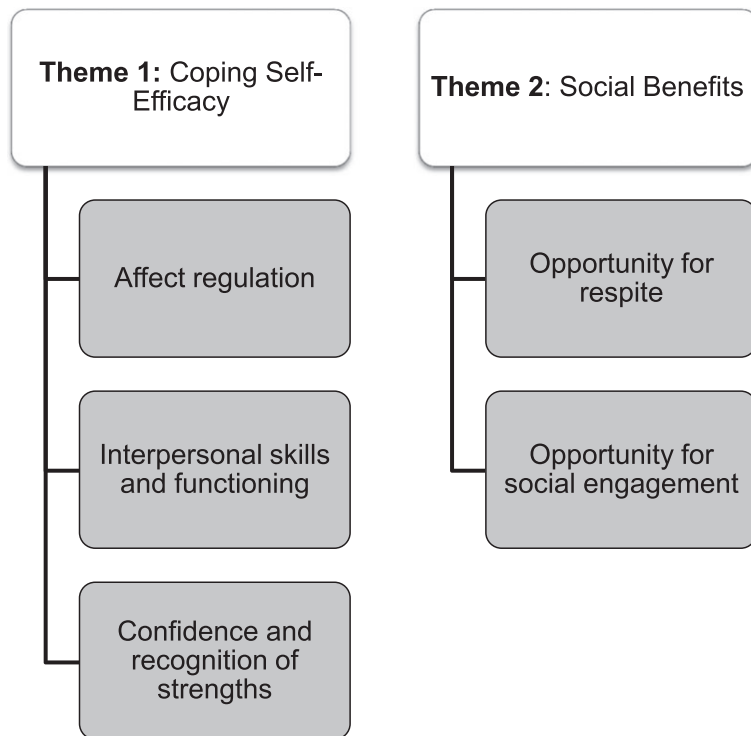 Theme 1: Coping Self-
Efficacy
Affect regulation
Interpersonal skills
and functioning
Confidence and
recognition of
strengths
Theme 2: Social Benefits
Opportunity for
respite
Opportunity for
social engagement